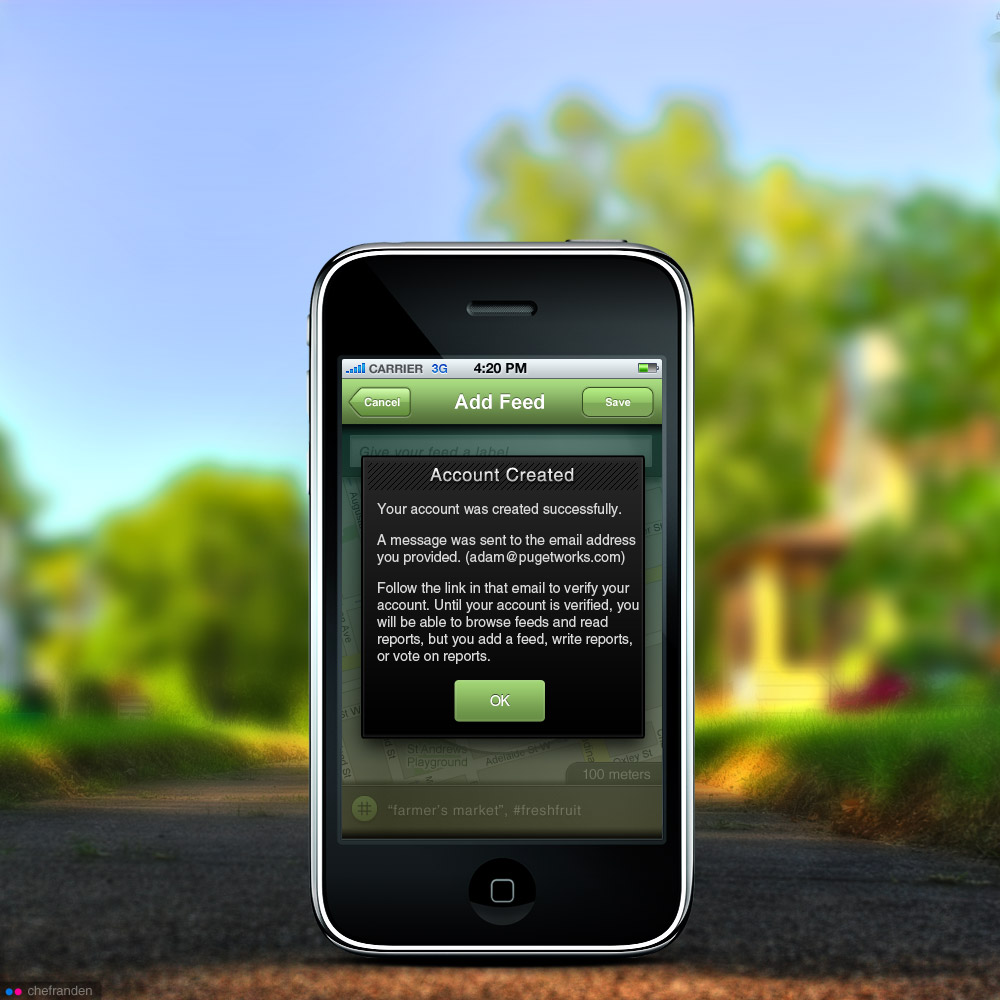 CARRIER 3G 4:20 PM
Cancel Add Feed Save
Give your feed a label
Account Created
Your account was created successfully.
A message was sent to the email address
you provided. (adam@pugetworks.com)
Follow the link in that email to verify your
account. Until your account is verified, you
will be able to browse feeds and read
reports, but you add a feed, write reports,
or vote on reports.
OK
St Andrews
Playground
Adelaide St W
Oxley St
100 meters
# "farmer's market", #freshfruit
chefranden